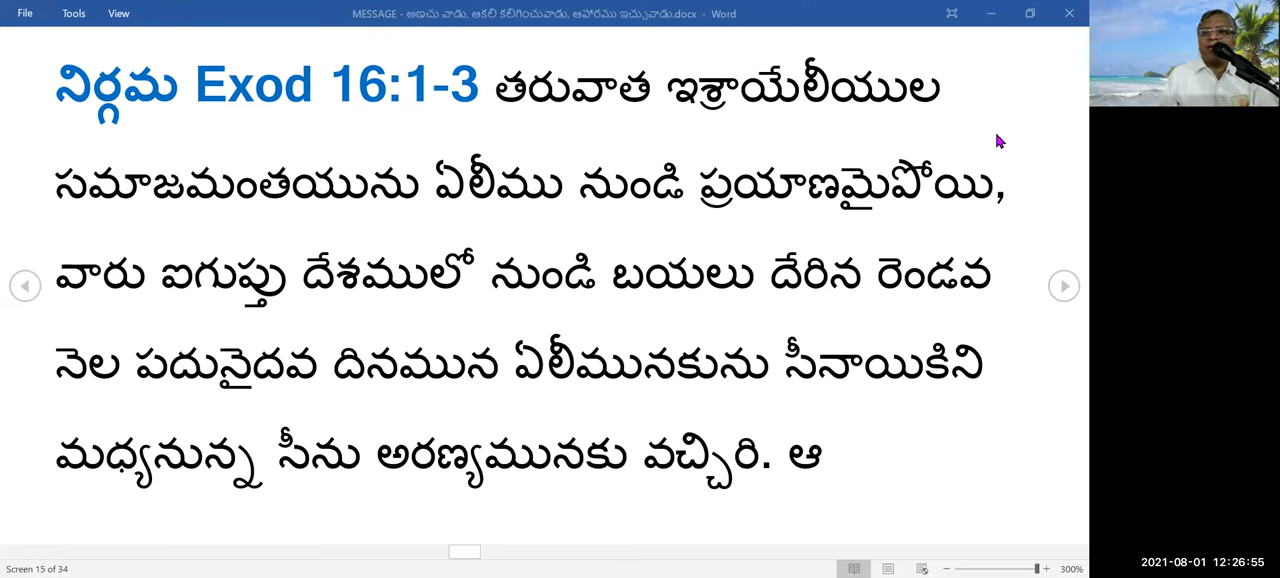 File Tools View MESSAGE - అణచు వాడు, ఆకలి కలిగించువాడు, ఆహారము ఇచ్చువాడు.docx - Word
నిర్గమ Exod 16:1-3 తరువాత ఇశ్రాయేలీయుల
సమాజమంతయును ఏలీము నుండి ప్రయాణమైపోయి,
వారు ఐగుప్తు దేశములో నుండి బయలు దేరిన రెండవ
నెల పదునైదవ దినమున ఏలీమునకును సీనాయికిని
మధ్యనున్న సీను అరణ్యమునకు వచ్చిరి. ఆ
Screen 15 of 34 300%
2021-08-01 12:26:55